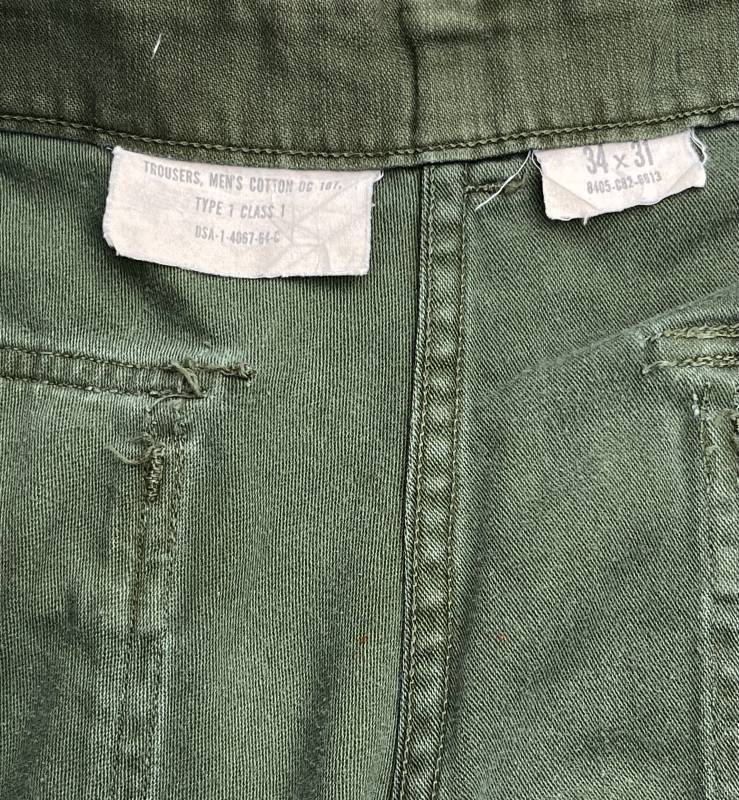 TROUSERS, MEN'S COTTON OG 107.
TYPE 1 CLASS 1
DSA-1-4067-64-C
34 x 31
8405-082-6613